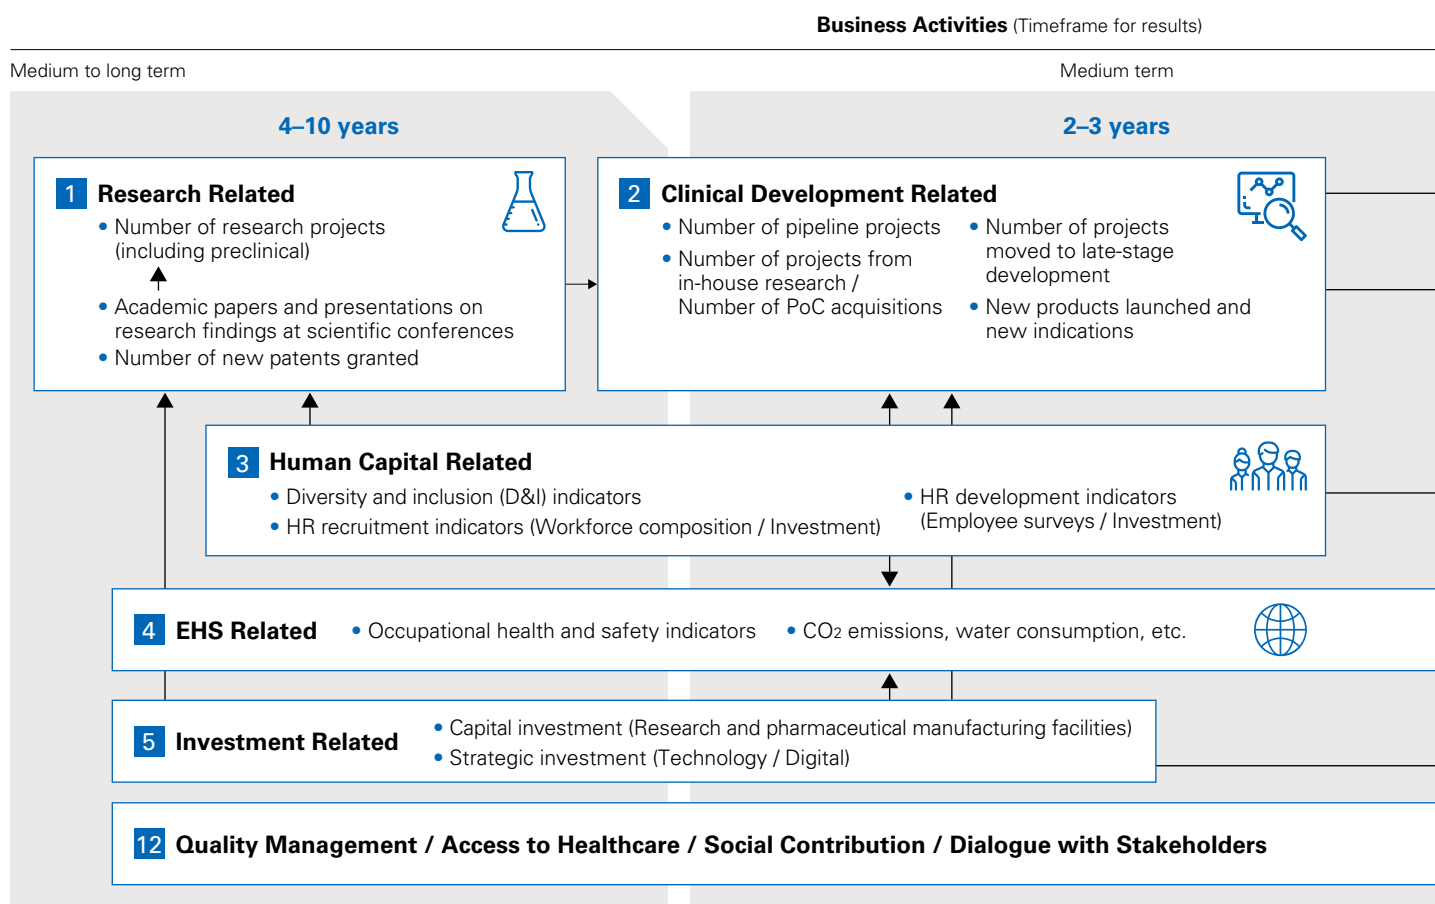 Business Activities (Timeframe for results)
Medium to long term
Medium term
4–10 years
2–3 years
1 Research Related
• Number of research projects
(including preclinical)
• Academic papers and presentations on
research findings at scientific conferences
• Number of new patents granted
2 Clinical Development Related
• Number of pipeline projects
• Number of projects from
in-house research /
Number of PoC acquisitions
• Number of projects
moved to late-stage
development
• New products launched and
new indications
3 Human Capital Related
• Diversity and inclusion (D&I) indicators
• HR recruitment indicators (Workforce composition / Investment)
• HR development indicators
(Employee surveys / Investment)
4 EHS Related
• Occupational health and safety indicators
• CO2 emissions, water consumption, etc.
5 Investment Related
• Capital investment (Research and pharmaceutical manufacturing facilities)
• Strategic investment (Technology / Digital)
12 Quality Management / Access to Healthcare / Social Contribution / Dialogue with Stakeholders